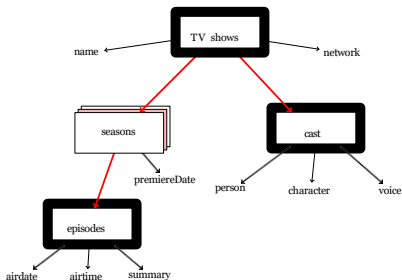 TV shows
name
network
seasons
cast
premiereDate
person
character
voice
episodes
airdate
airtime
summary